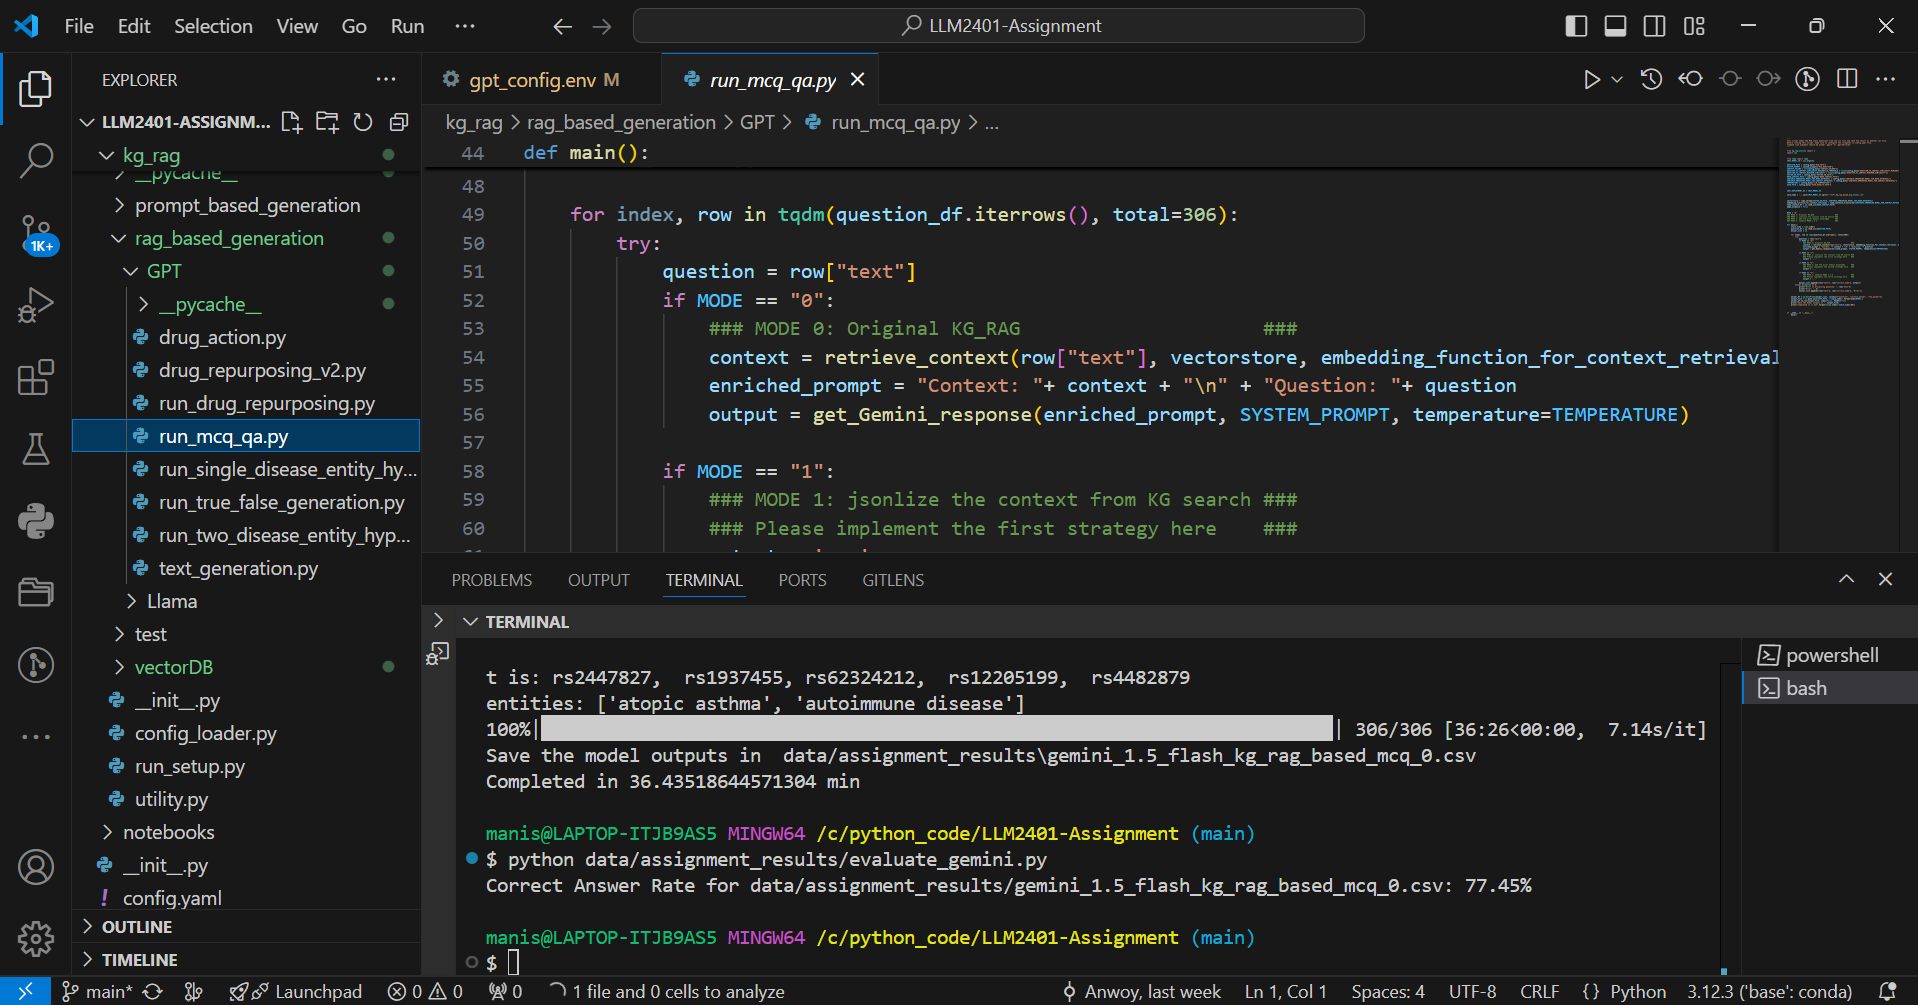 File Edit Selection View Go Run ... LLM2401-Assignment
EXPLORER
LLM2401-ASSIGNM...
kg_rag
__pycache__
prompt_based_generation
rag_based_generation
GPT
__pycache__
drug_action.py
drug_repurposing_v2.py
run_drug_repurposing.py
run_mcq_qa.py
run_single_disease_entity_hy...
run_true_false_generation.py
run_two_disease_entity_hyp...
text_generation.py
Llama
test
vectorDB
__init__.py
config_loader.py
run_setup.py
utility.py
notebooks
__init__.py
! config.yaml
OUTLINE
TIMELINE
1K+
gpt_config.env M run_mcq_qa.py
kg_rag > rag_based_generation > GPT > run_mcq_qa.py > ...
44 def main():
48
49 for index, row in tqdm(question_df.iterrows(), total=306):
50 try:
51 question = row["text"]
52 if MODE == "0":
53 ### MODE 0: Original KG_RAG ###
54 context = retrieve_context(row["text"], vectorstore, embedding_function_for_context_retrieval
55 enriched_prompt = "Context: "+ context + "\n" + "Question: "+ question
56 output = get_Gemini_response(enriched_prompt, SYSTEM_PROMPT, temperature=TEMPERATURE)
57
58 if MODE == "1":
59 ### MODE 1: jsonlize the context from KG search ###
60 ### Please implement the first strategy here ###
PROBLEMS OUTPUT TERMINAL PORTS GITLENS
TERMINAL
t is: rs2447827, rs1937455, rs62324212, rs12205199, rs4482879
entities: ['atopic asthma', 'autoimmune disease']
100%| | 306/306 [36:26<00:00, 7.14s/it]
Save the model outputs in data/assignment_results\gemini_1.5_flash_kg_rag_based_mcq_0.csv
Completed in 36.43518644571304 min
manis@LAPTOP-ITJB9AS5 MINGW64 /c/python_code/LLM2401-Assignment (main)
$ python data/assignment_results/evaluate_gemini.py
Correct Answer Rate for data/assignment_results/gemini_1.5_flash_kg_rag_based_mcq_0.csv: 77.45%
manis@LAPTOP-ITJB9AS5 MINGW64 /c/python_code/LLM2401-Assignment (main)
$
powershell
bash
main* Launchpad 0 0 0 1 file and 0 cells to analyze Anwoy, last week Ln 1, Col 1 Spaces: 4 UTF-8 CRLF {} Python 3.12.3 ('base': conda)